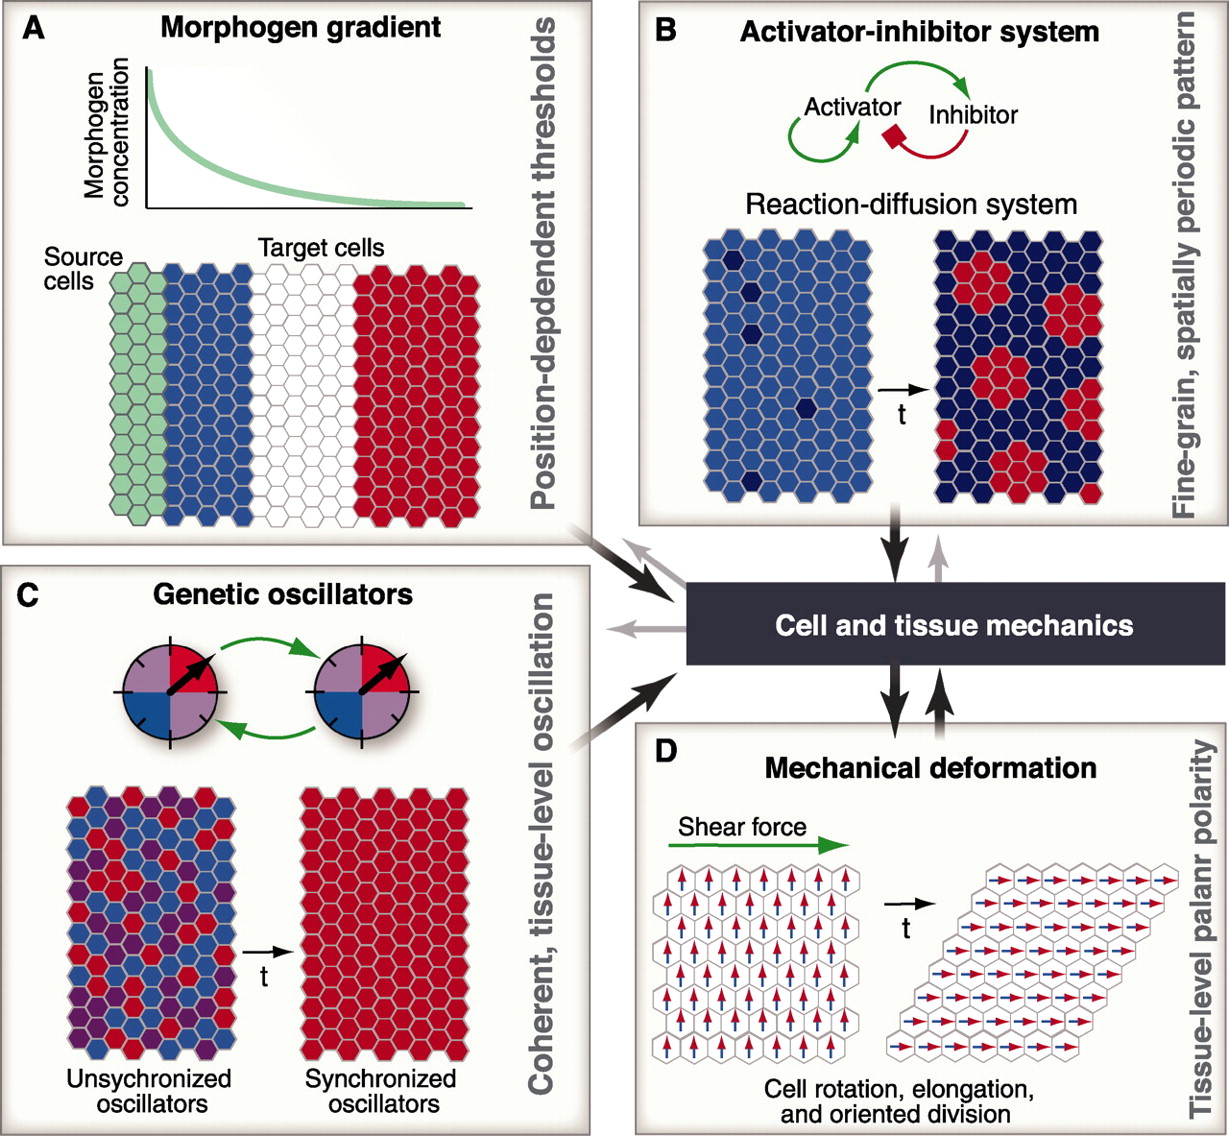 A
Morphogen gradient
Morphogen
concentration
Source
cells
Target cells
Position-depdendent thresholds
B
Activator-inhibitor system
Activator
Inhibitor
Reaction-diffusion system
t
Fine-grain, spatially periodic pattern
Cell and tissue mechanics
C
Genetic oscillators
t
Unsychronized
oscillators
Synchronized
oscillators
Coherent, tissue-level oscillation
D
Mechanical deformation
Shear force
t
Cell rotation, elongation,
and oriented division
Tissue-level palanr polarity